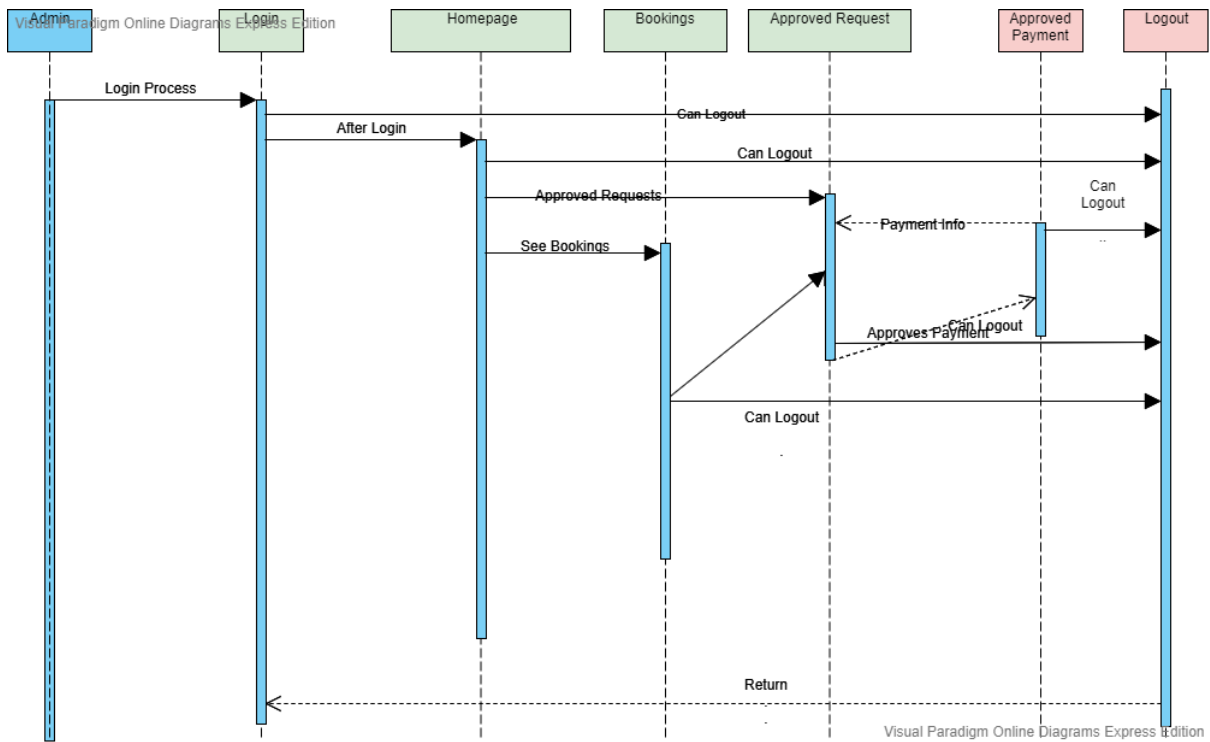 Admin
Visual Paradigm Online Diagrams Express Edition
Login
Homepage
Bookings
Approved Request
Approved
Payment
Logout
Login Process
Can Logout
After Login
Can Logout
Approved Requests
Can
Logout
Payment Info
..
See Bookings
Can Logout
Approves Payment
Can Logout
.
Return
.
.
Visual Paradigm Online Diagrams Express Edition